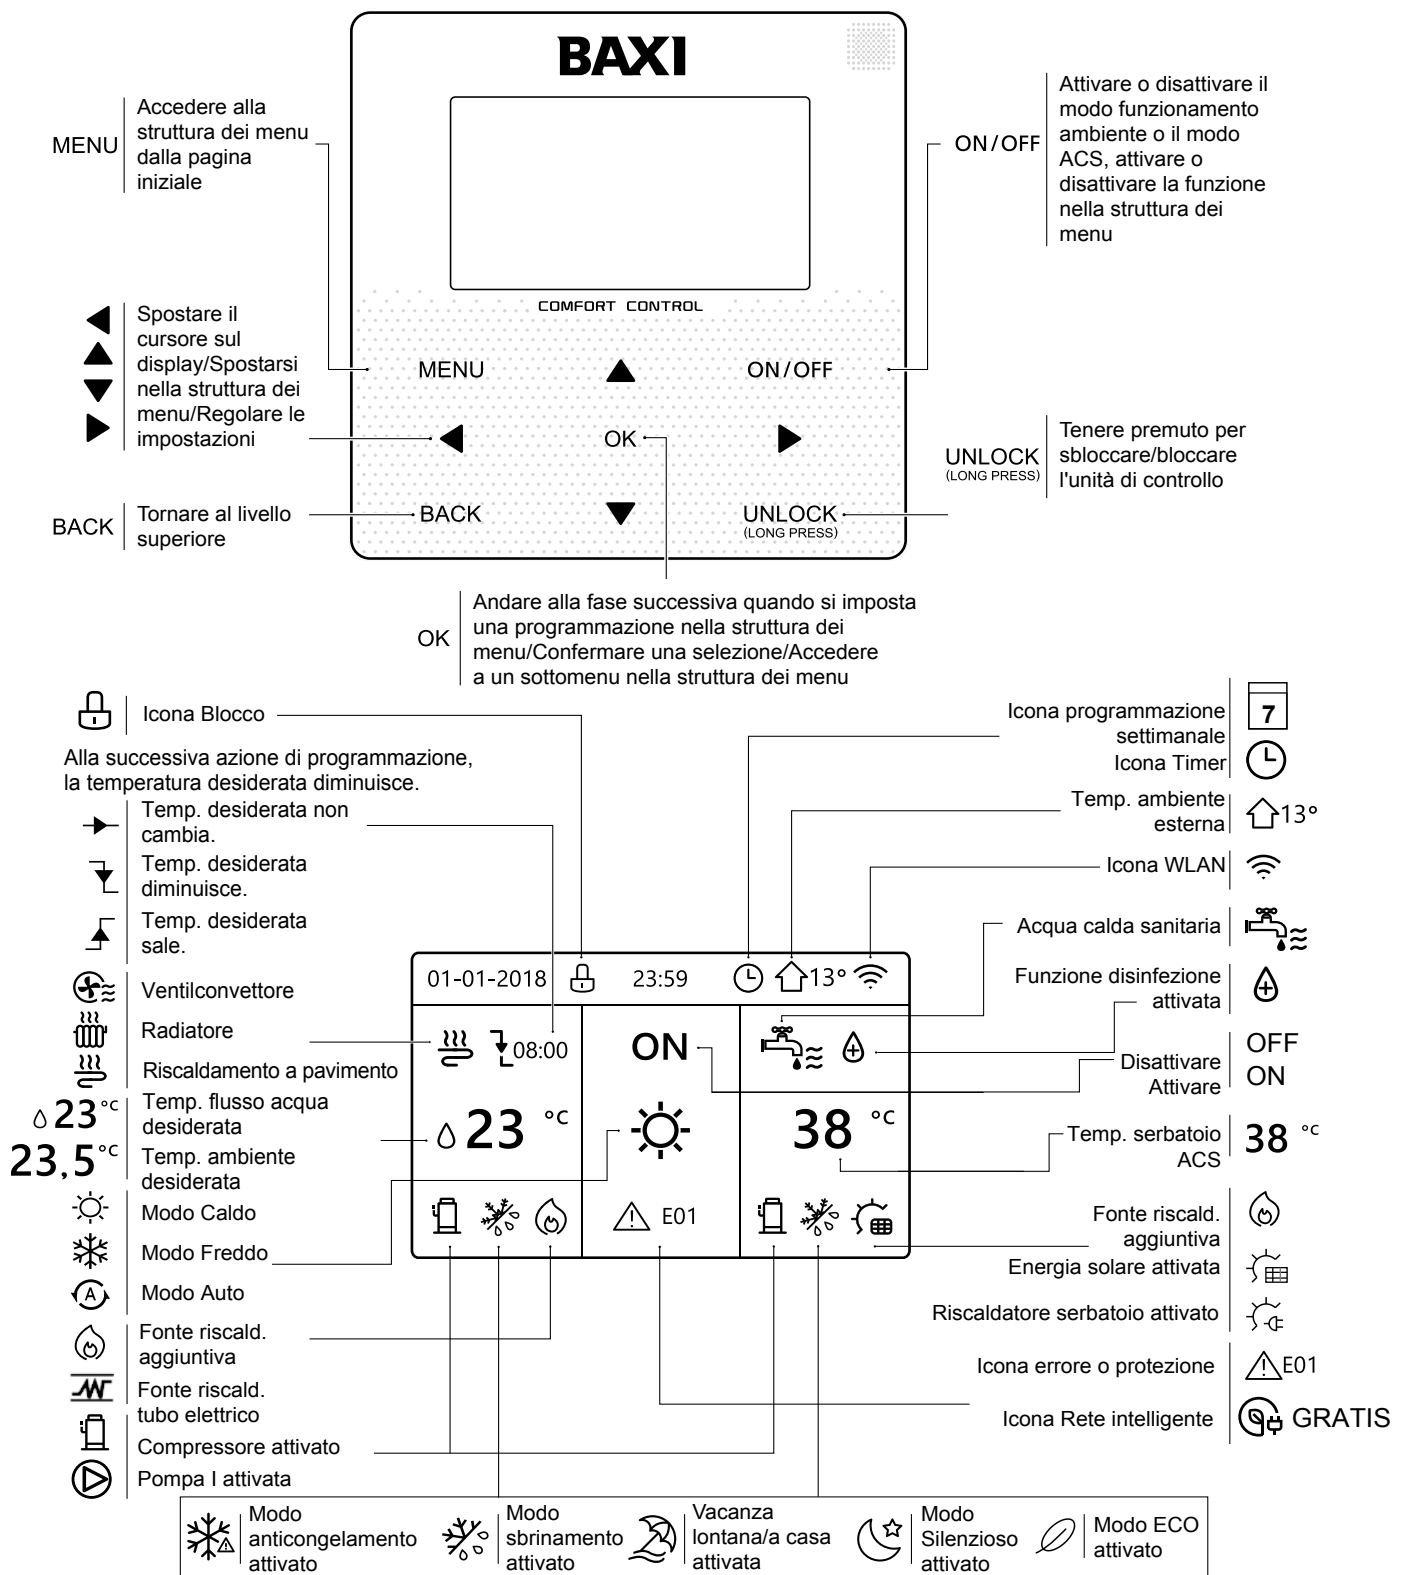 BAXI
MENU
Accedere alla
struttura dei menu
dalla pagina
iniziale
ON/OFF
Attivare o disattivare il
modo funzionamento
ambiente o il modo
ACS, attivare o
disattivare la funzione
nella struttura dei
menu
COMFORT CONTROL
Spostare il
cursore sul
display/Spostarsi
nella struttura dei
menu/Regolare le
impostazioni
MENU
ON/OFF
OK
BACK
UNLOCK
(LONG PRESS)
UNLOCK
(LONG PRESS)
Tenere premuto per
sbloccare/bloccare
l'unità di controllo
BACK
Tornare al livello
superiore
OK
Andare alla fase successiva quando si imposta
una programmazione nella struttura dei
menu/Confermare una selezione/Accedere
a un sottomenu nella struttura dei menu
Icona Blocco
Alla successiva azione di programmazione,
la temperatura desiderata diminuisce.
Temp. desiderata non
cambia.
Temp. desiderata
diminuisce.
Temp. desiderata
sale.
Ventilconvettore
Radiatore
Riscaldamento a pavimento
23°C
Temp. flusso acqua
desiderata
23,5°C
Temp. ambiente
desiderata
Modo Caldo
Modo Freddo
A
Modo Auto
Fonte riscald.
aggiuntiva
Fonte riscald.
tubo elettrico
Compressore attivato
Pompa I attivata
01-01-2018
23:59
13°
08:00
ON
23 °C
38 °C
E01
Icona programmazione
settimanale
7
Icona Timer
Temp. ambiente
esterna
13°
Icona WLAN
Acqua calda sanitaria
Funzione disinfezione
attivata
Disattivare
OFF
Attivare
ON
Temp. serbatoio
ACS
38 °C
Fonte riscald.
aggiuntiva
Energia solare attivata
Riscaldatore serbatoio attivato
Icona errore o protezione
E01
Icona Rete intelligente
GRATIS
Modo
anticongelamento
attivato
Modo
sbrinamento
attivato
Vacanza
lontana/a casa
attivata
Modo
Silenzioso
attivato
Modo ECO
attivato